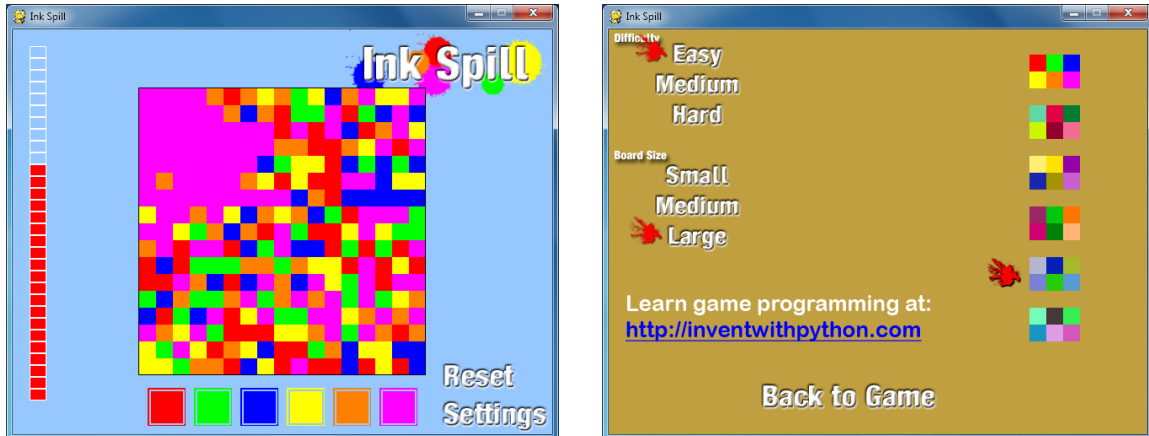 Ink Spill
Ink Spill
Reset
Settings
Ink Spill
Difficulty
Easy
Medium
Hard
Board Size
Small
Medium
Large
Learn game programming at:
http://inventwithpython.com
Back to Game